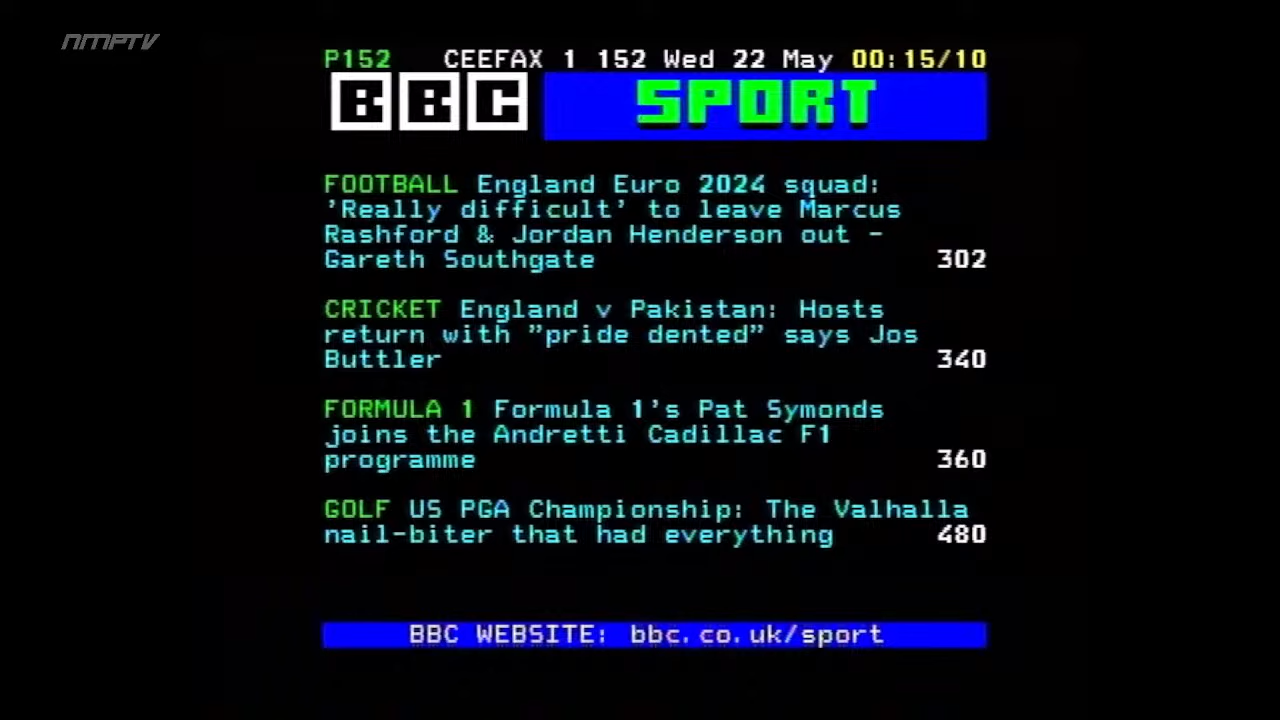 NMPTV
P152 CEEFAX 1 152 Wed 22 May 00:15/10
BBC SPORT
FOOTBALL England Euro 2024 squad:
'Really difficult' to leave Marcus
Rashford & Jordan Henderson out -
Gareth Southgate 302
CRICKET England v Pakistan: Hosts
return with "pride dented" says Jos
Buttler 340
FORMULA 1 Formula 1's Pat Symonds
joins the Andretti Cadillac F1
programme 360
GOLF US PGA Championship: The Valhalla
nail-biter that had everything 480
BBC WEBSITE: bbc.co.uk/sport